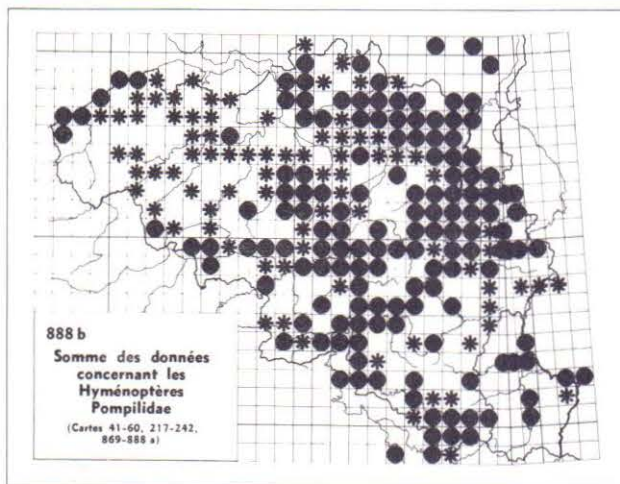 888 b
Somme des données
concernant les
Hyménoptères
Pompilidae
(Cartes 41-60, 217-242,
869-888 a)